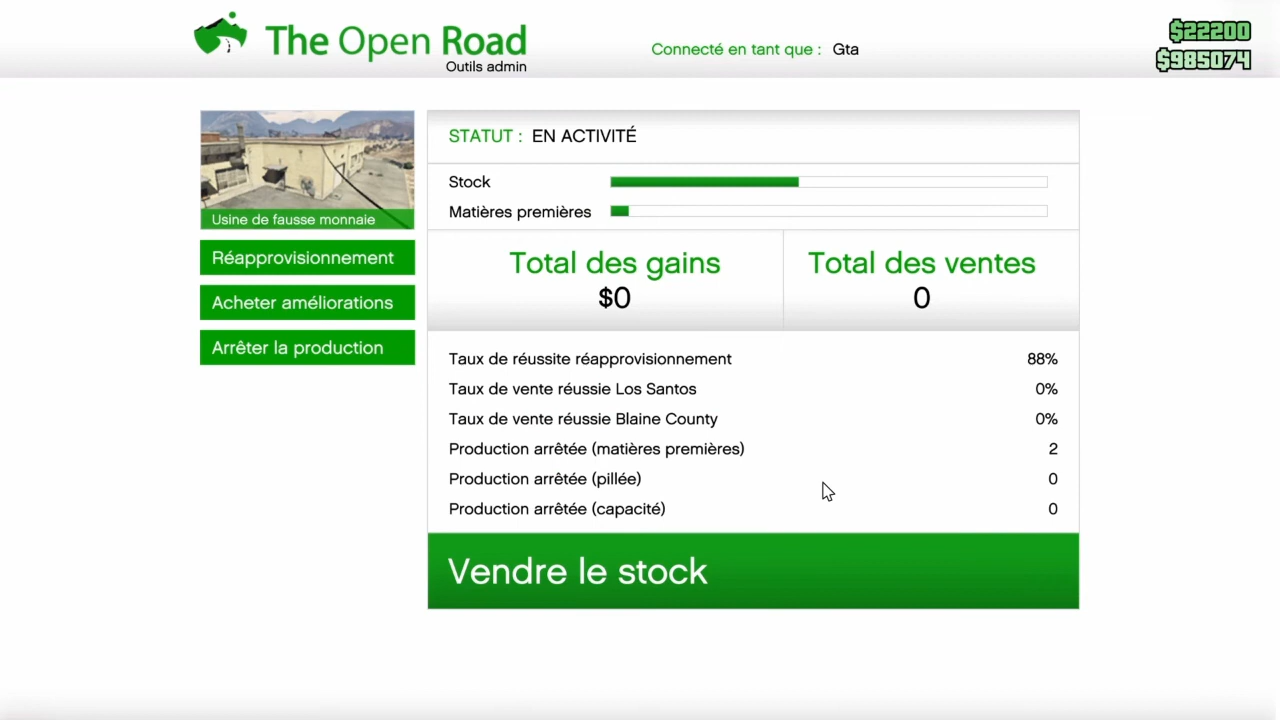 The Open Road
Outils admin
Connecté en tant que : Gta
$22200
$985074
Usine de fausse monnaie
Réapprovisionnement
Acheter améliorations
Arrêter la production
STATUT : EN ACTIVITÉ
Stock
Matières premières
Total des gains
$0
Total des ventes
0
Taux de réussite réapprovisionnement 88%
Taux de vente réussie Los Santos 0%
Taux de vente réussie Blaine County 0%
Production arrêtée (matières premières) 2
Production arrêtée (pillée) 0
Production arrêtée (capacité) 0
Vendre le stock